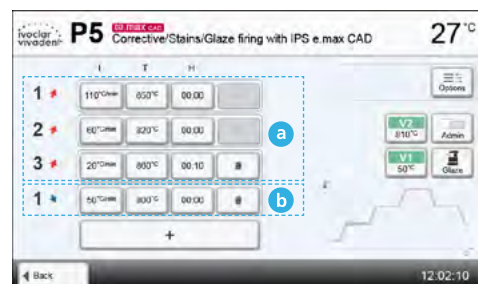 ivoclar vivadent P5 e.max CAD Corrective/Stains/Glaze firing with IPS e.max CAD 27°C
t T H
Options
1 110°C/min 650°C 00:00
2 60°C/min 820°C 00:00 a
V2 810°C Admin
3 20°C/min 860°C 00:10
V1 50°C Glaze
1 50°C/min 800°C 00:00 b
+
Back 12:02:10